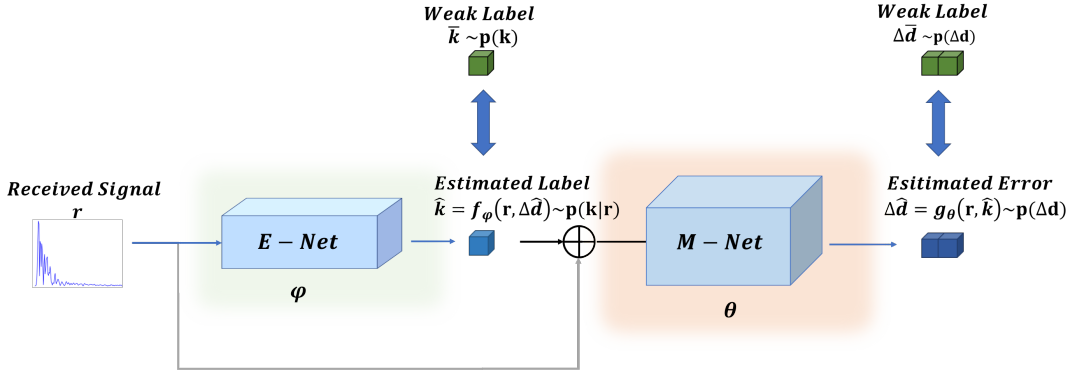 Weak Label
k̄ ~p(k)
Weak Label
Δd̄ ~p(Δd)
Received Signal
r
E − Net
φ
Estimated Label
k̂ = f_φ(r, Δd̂)~p(k|r)
M − Net
θ
Esitimated Error
Δd̂ = g_θ(r, k̂)~p(Δd)